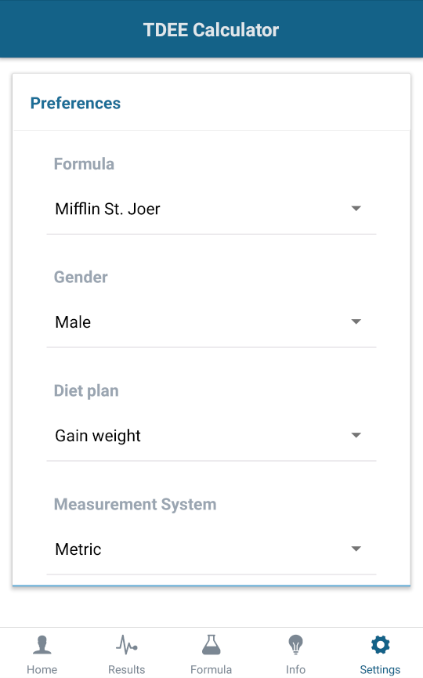 TDEE Calculator
Preferences
Formula
Mifflin St. Joer
Gender
Male
Diet plan
Gain weight
Measurement System
Metric
Home Results Formula Info Settings